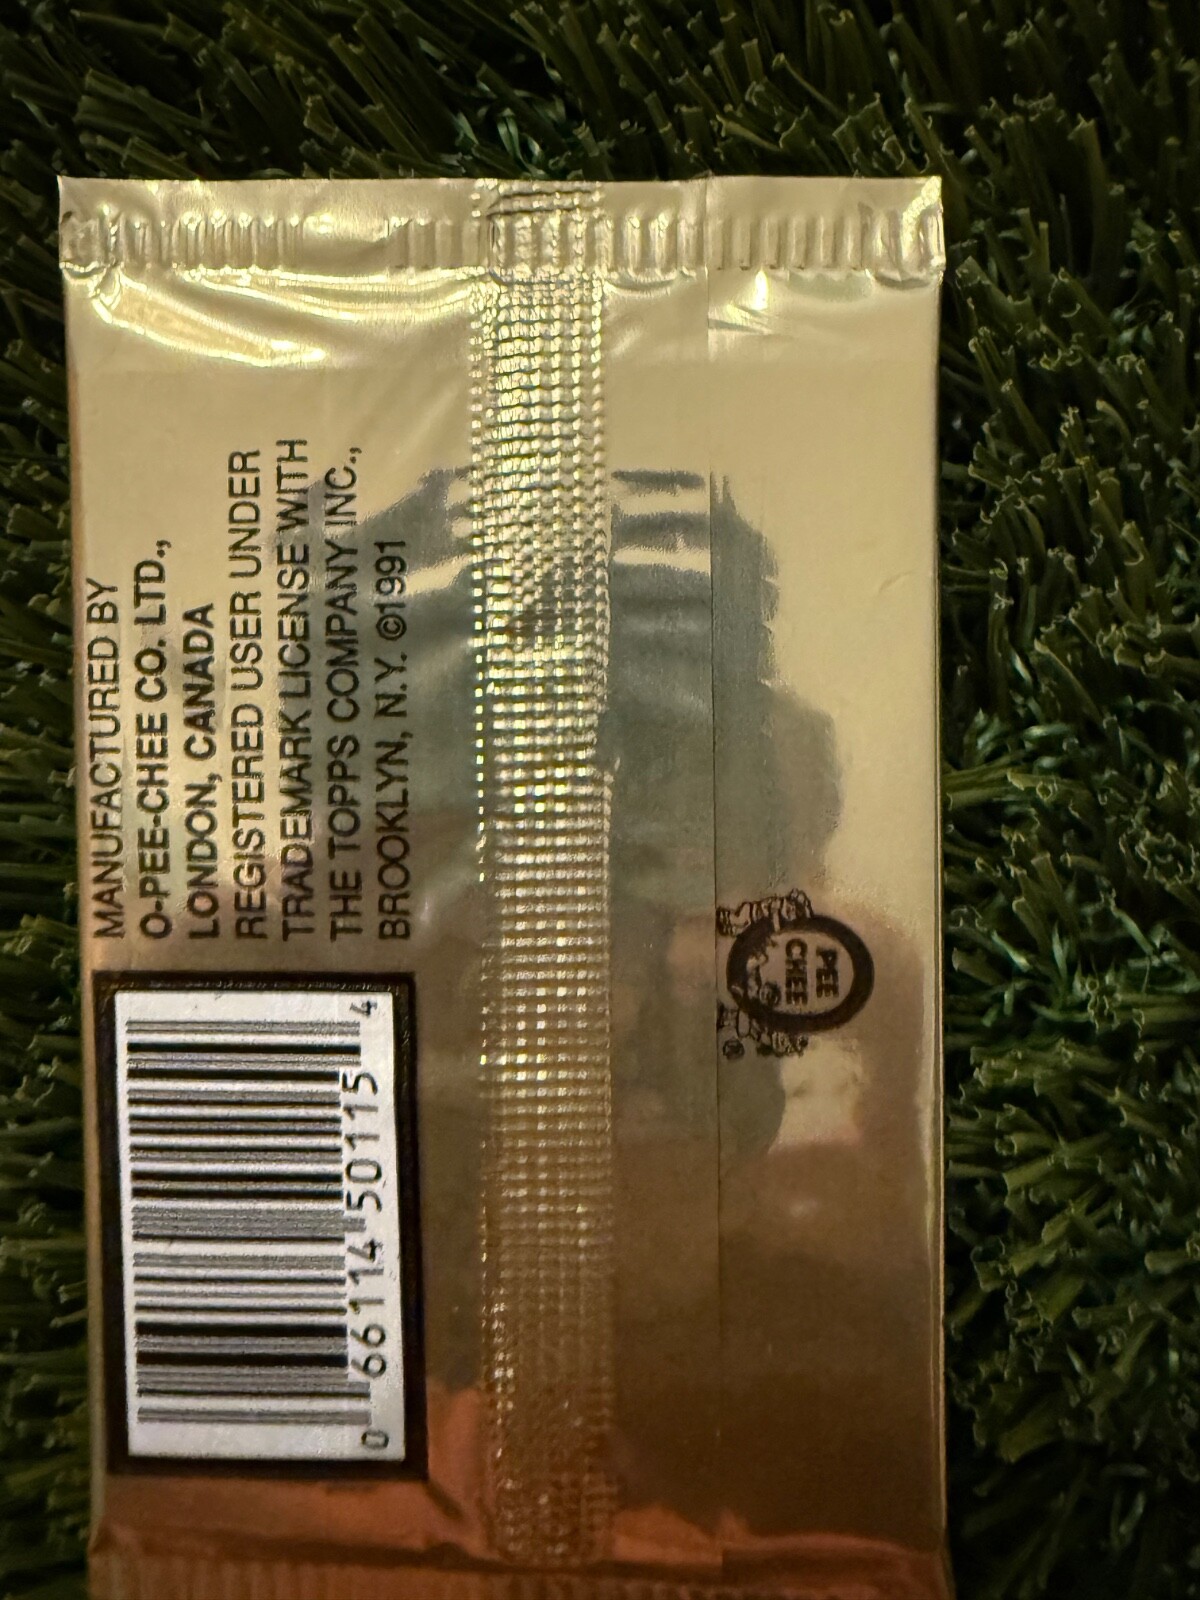 MANUFACTURED BY
O-PEE-CHEE CO. LTD.,
LONDON, CANADA
REGISTERED USER UNDER
TRADEMARK LICENSE WITH
THE TOPPS COMPANY INC.,
BROOKLYN, N.Y. ©1991
0 66114 50115 4
PEE
CHEE
®